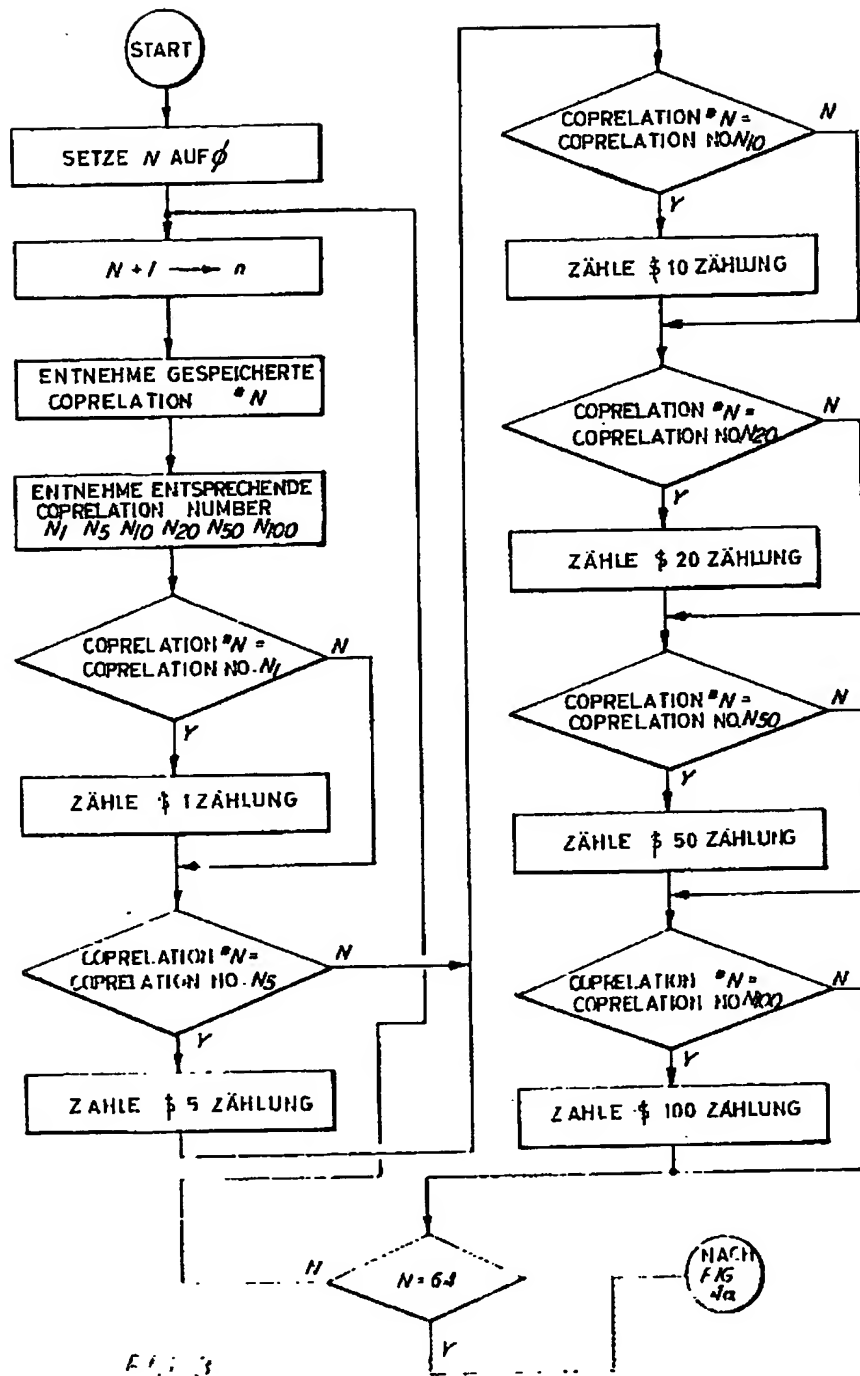 START
SETZE N AUF ϕ
N + 1 → n
ENTNEHME GESPEICHERTE
COPRELATION #N
ENTNEHME ENTSPRECHENDE
COPRELATION NUMBER
N1 N5 N10 N20 N50 N100
COPRELATION #N =
COPRELATION NO. N1
N
Y
ZÄHLE $ 1 ZÄHLUNG
COPRELATION #N =
COPRELATION NO. N5
N
Y
ZAHLE $ 5 ZÄHLUNG
COPRELATION #N =
COPRELATION NO. N10
N
Y
ZÄHLE $ 10 ZÄHLUNG
COPRELATION #N =
COPRELATION NO. N20
N
Y
ZÄHLE $ 20 ZÄHLUNG
COPRELATION #N =
COPRELATION NO. N50
N
Y
ZÄHLE $ 50 ZÄHLUNG
COPRELATION #N =
COPRELATION NO. N100
N
Y
ZAHLE $ 100 ZÄHLUNG
N = 64
N
Y
NACH
FIG
4a